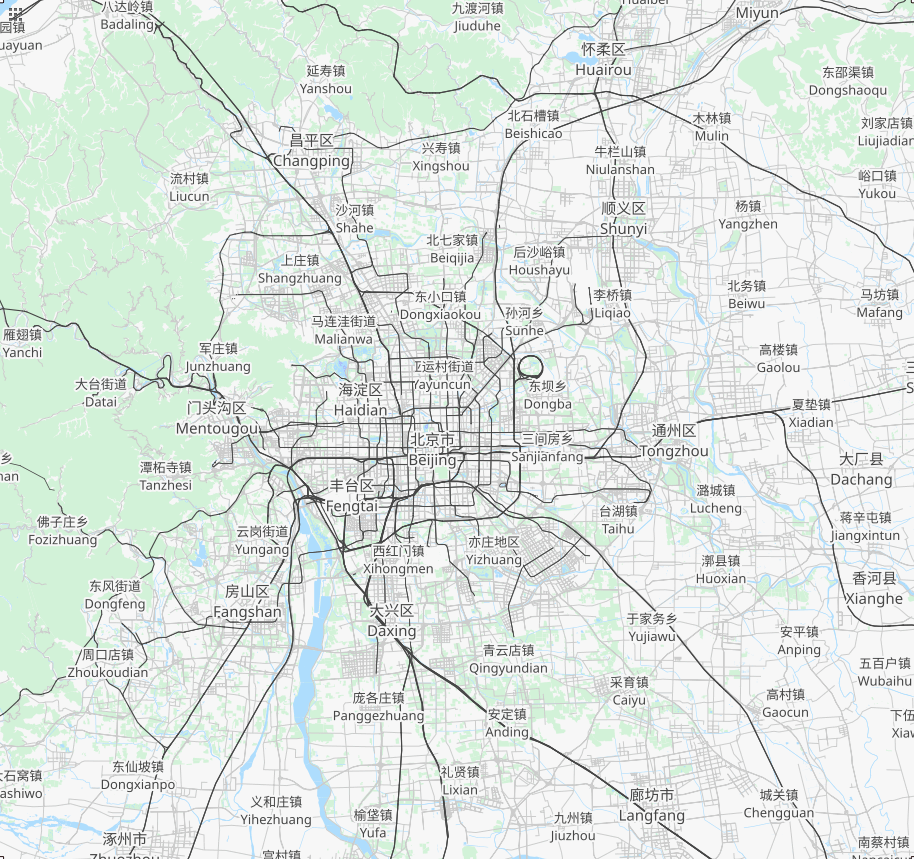 八达岭镇
Badaling
九渡河镇
Jiuduhe
Miyun
园镇
怀柔区
Huairou
延寿镇
Yanshou
东邵渠镇
Dongshaoqu
北石槽镇
Beishicao
木林镇
Mulin
刘家店镇
Liujiadian
昌平区
Changping
兴寿镇
Xingshou
牛栏山镇
Niulanshan
流村镇
Liucun
峪口镇
Yukou
沙河镇
Shahe
顺义区
Shunyi
杨镇
Yangzhen
北七家镇
Beiqijia
后沙峪镇
Houshayu
上庄镇
Shangzhuang
北务镇
Beiwu
东小口镇
Dongxiaokou
李桥镇
Liqiao
马坊镇
Mafang
孙河乡
Sunhe
马连洼街道
Malianwa
雁翅镇
Yanchi
军庄镇
Junzhuang
高楼镇
Gaolou
亚运村街道
Yayuncun
大台街道
Datai
海淀区
Haidian
东坝乡
Dongba
门头沟区
Mentougou
夏垫镇
Xiadian
北京市
Beijing
三间房乡
Sanjianfang
通州区
Tongzhou
潭柘寺镇
Tanzhesi
大厂县
Dachang
丰台区
Fengtai
潞城镇
Lucheng
台湖镇
Taihu
佛子庄乡
Fozizhuang
云岗街道
Yungang
蒋辛屯镇
Jiangxintun
西红门镇
Xihongmen
亦庄地区
Yizhuang
漷县镇
Huoxian
东风街道
Dongfeng
房山区
Fangshan
香河县
Xianghe
大兴区
Daxing
于家务乡
Yujiawu
安平镇
Anping
周口店镇
Zhoukoudian
青云店镇
Qingyundian
五百户镇
Wubaihu
采育镇
Caiyu
庞各庄镇
Panggezhuang
高村镇
Gaocun
安定镇
Anding
东仙坡镇
Dongxianpo
礼贤镇
Lixian
义和庄镇
Yihezhuang
榆垡镇
Yufa
廊坊市
Langfang
城关镇
Chengguan
九州镇
Jiuzhou
涿州市
宫村镇
南蔡村镇